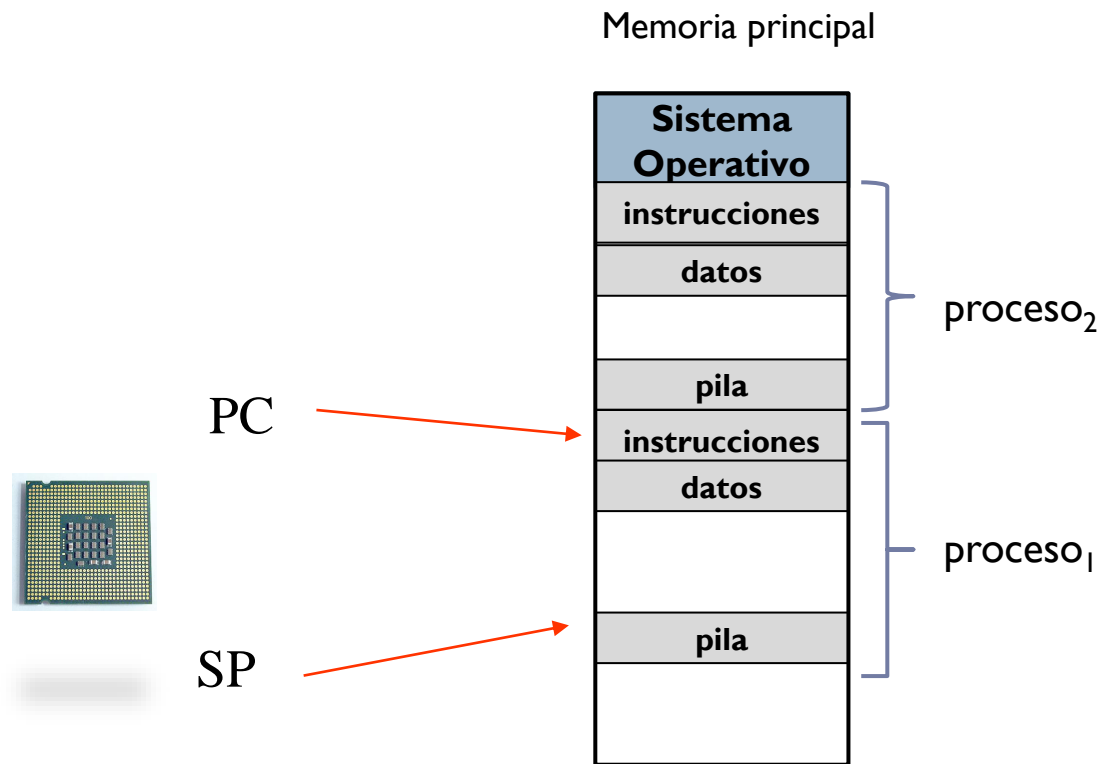 Memoria principal
Sistema
Operativo
instrucciones
datos
proceso₂
pila
PC
instrucciones
datos
proceso₁
pila
SP